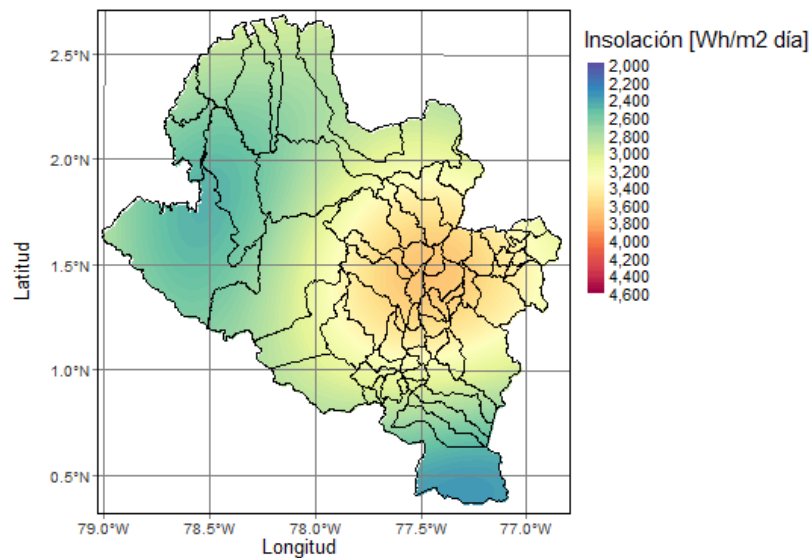 Insolación [Wh/m2 día]
2,000
2,200
2,400
2,600
2,800
3,000
3,200
3,400
3,600
3,800
4,000
4,200
4,400
4,600
Latitud
2.5°N
2.0°N
1.5°N
1.0°N
0.5°N
79.0°W 78.5°W 78.0°W 77.5°W 77.0°W
Longitud